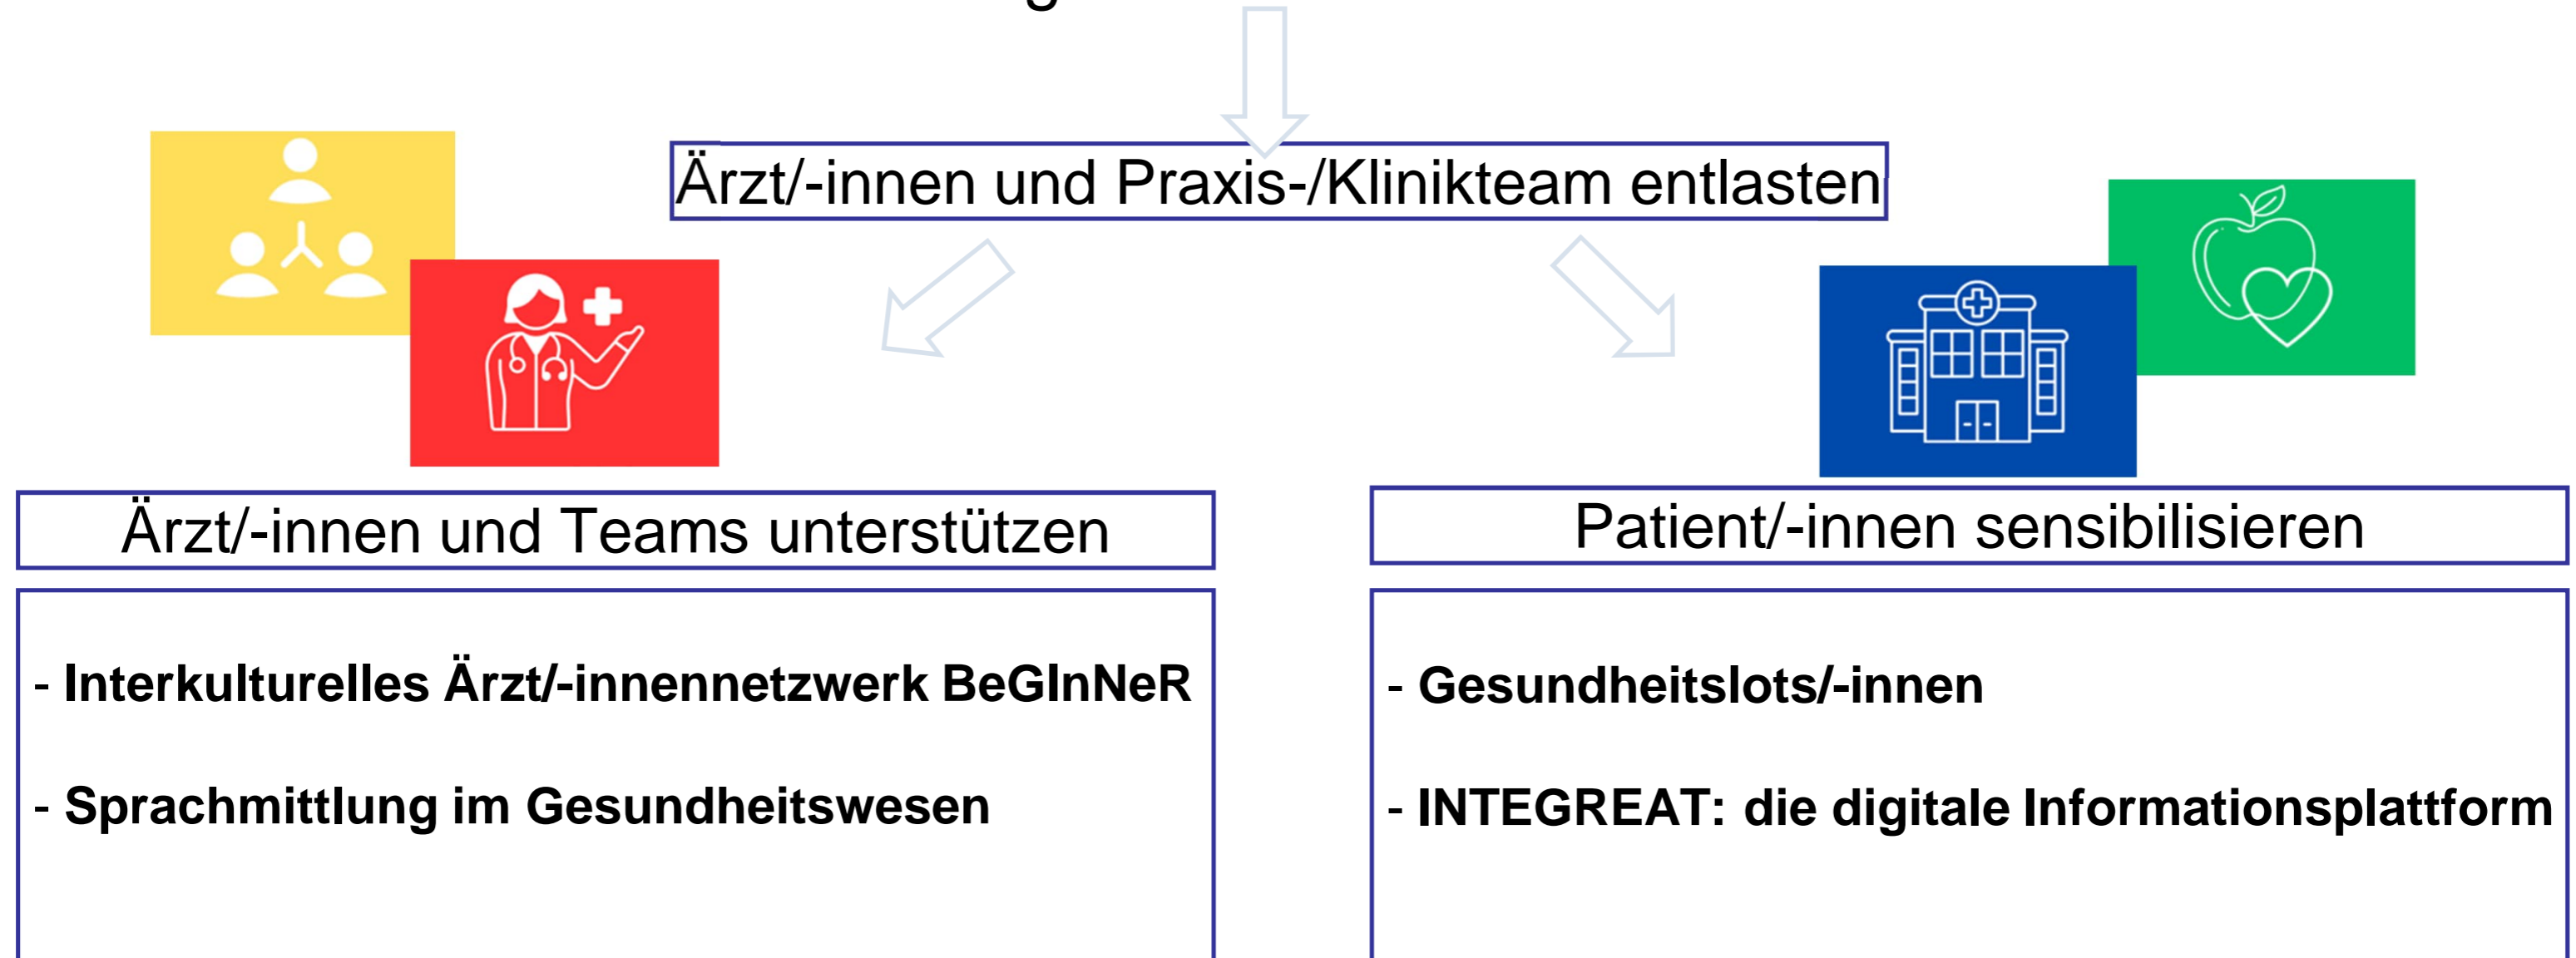 Ärzt/-innen und Praxis-/Klinikteam entlasten
Ärzt/-innen und Teams unterstützen
- Interkulturelles Ärzt/-innennetzwerk BeGInNeR
- Sprachmittlung im Gesundheitswesen
Patient/-innen sensibilisieren
- Gesundheitslots/-innen
- INTEGREAT: die digitale Informationsplattform